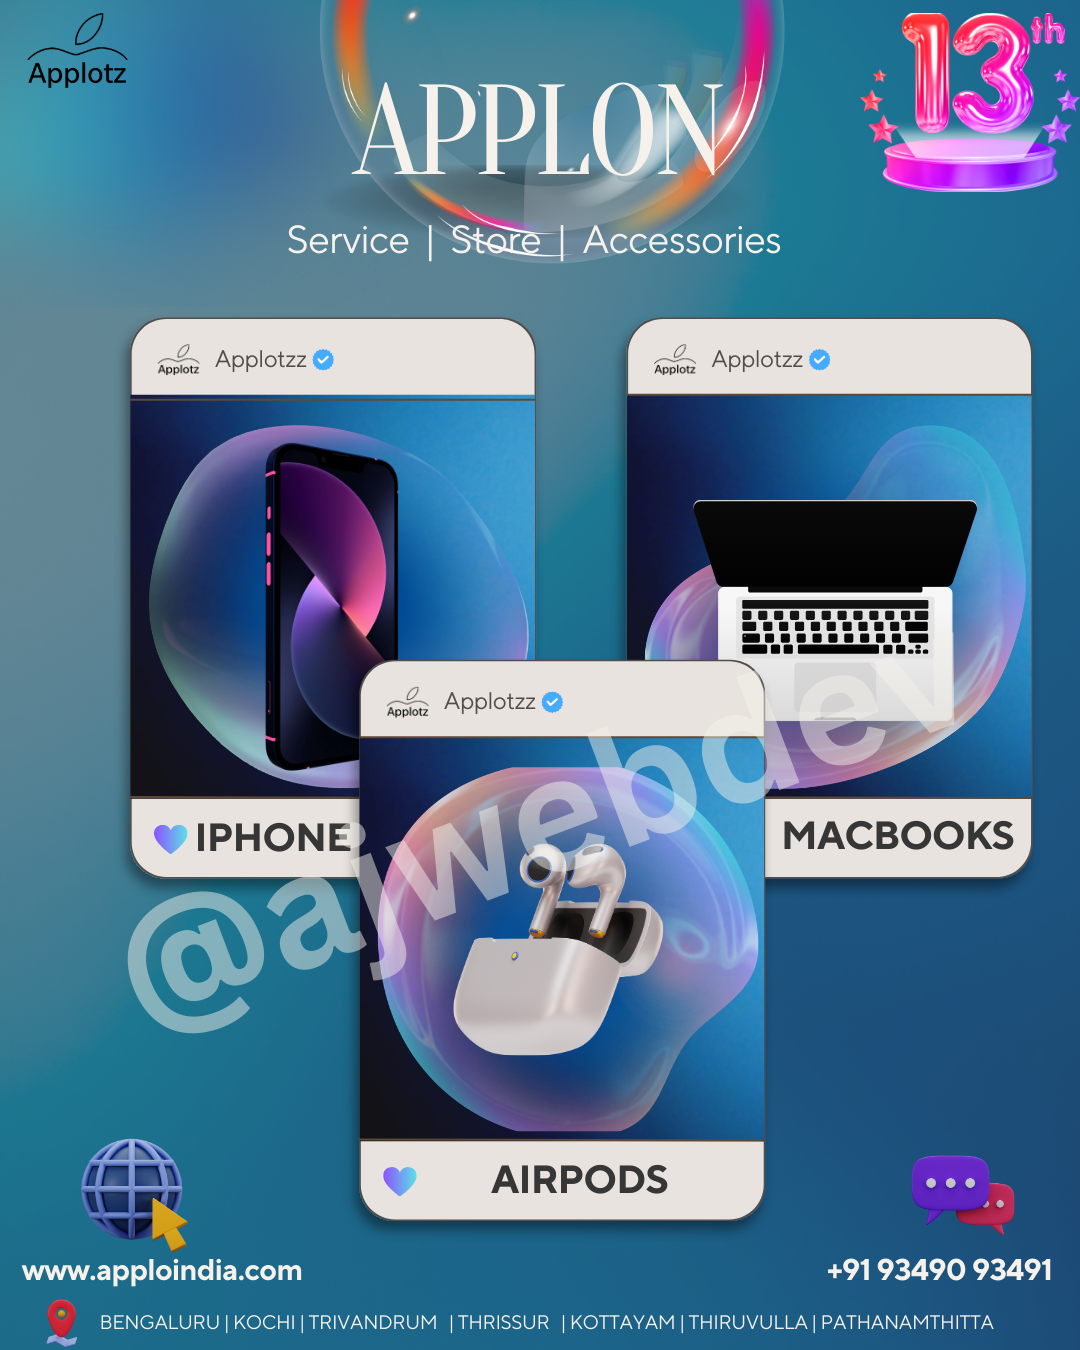 Applotz
13th
APPLON
Service | Store | Accessories
Applotz Applotzz
Applotz Applotzz
Applotz Applotzz
IPHONE
MACBOOKS
@ajwebdev
AIRPODS
www.apploindia.com
+91 93490 93491
BENGALURU | KOCHI | TRIVANDRUM | THRISSUR | KOTTAYAM | THIRUVULLA | PATHANAMTHITTA